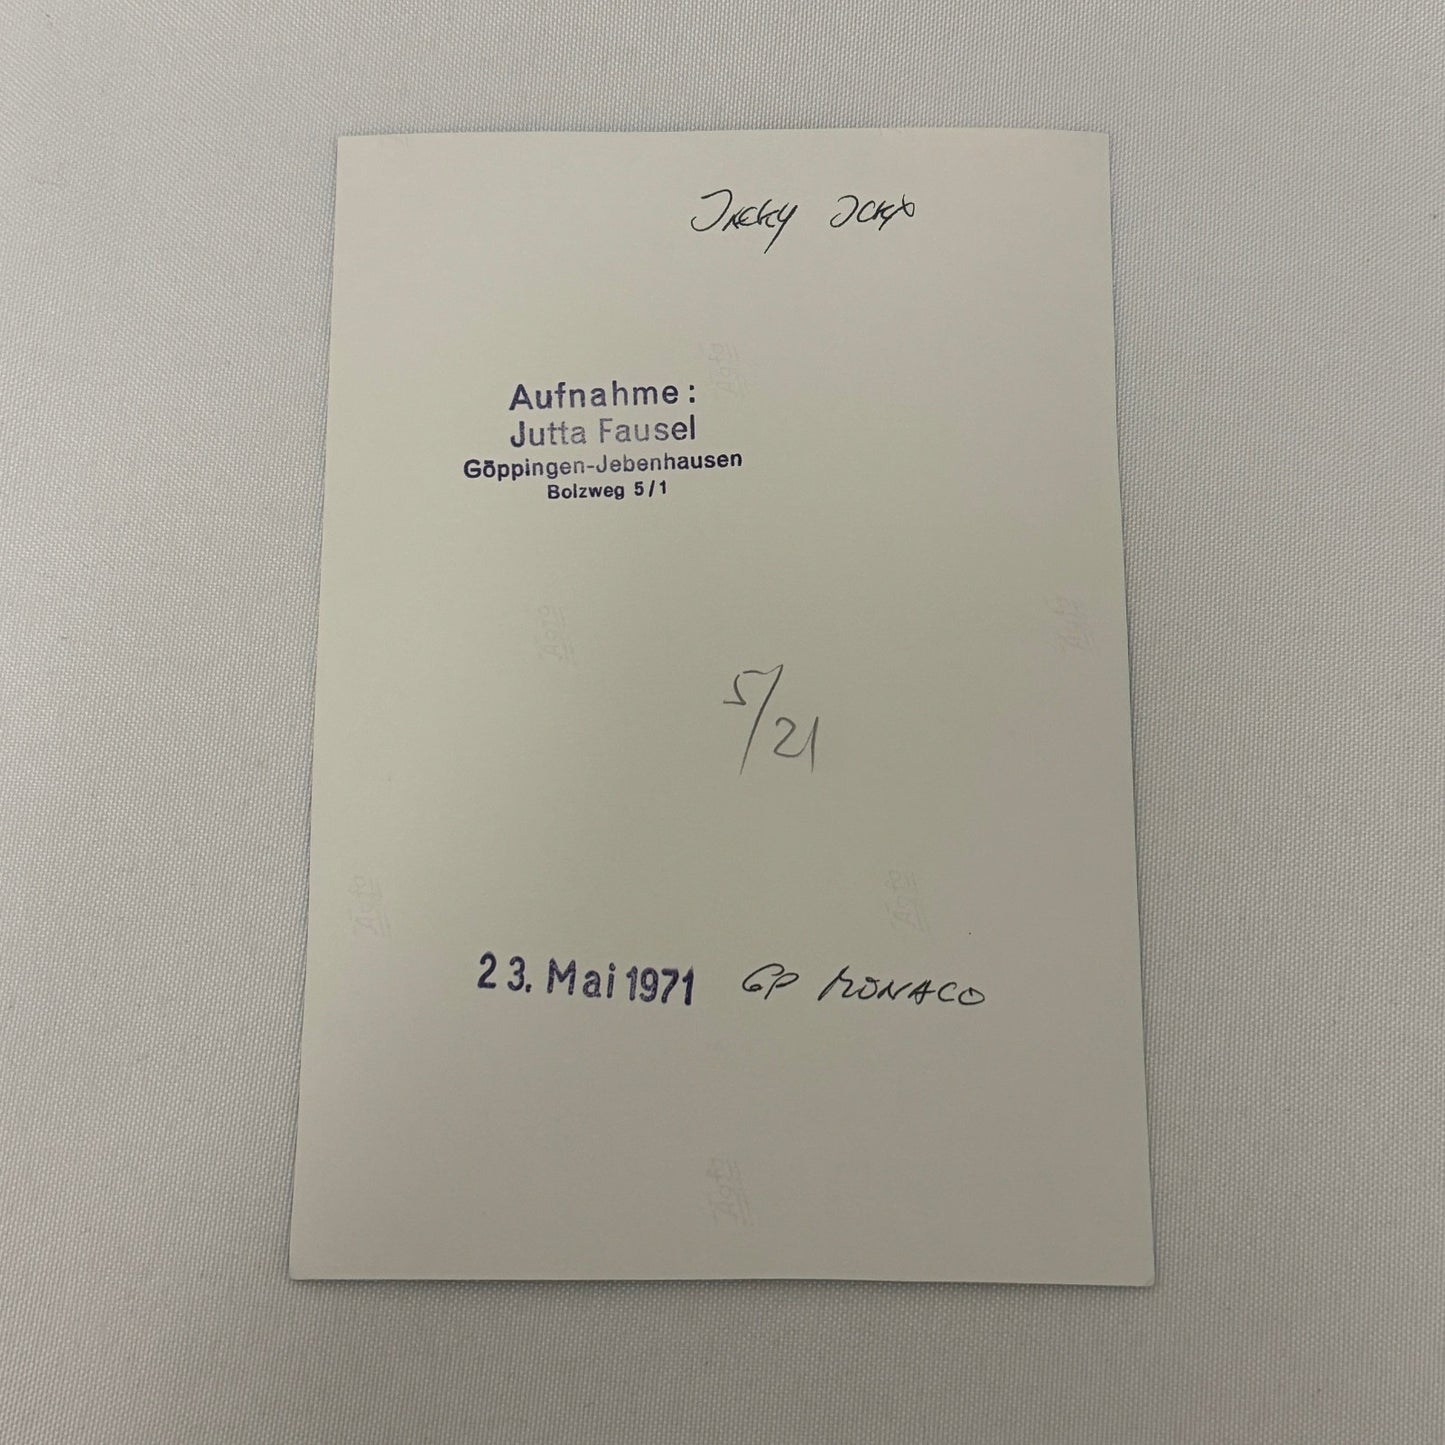 Jacky Ickx
Aufnahme:
Jutta Fausel
Göppingen-Jebenhausen
Bolzweg 5/1
5/21
23. Mai 1971 GP MONACO